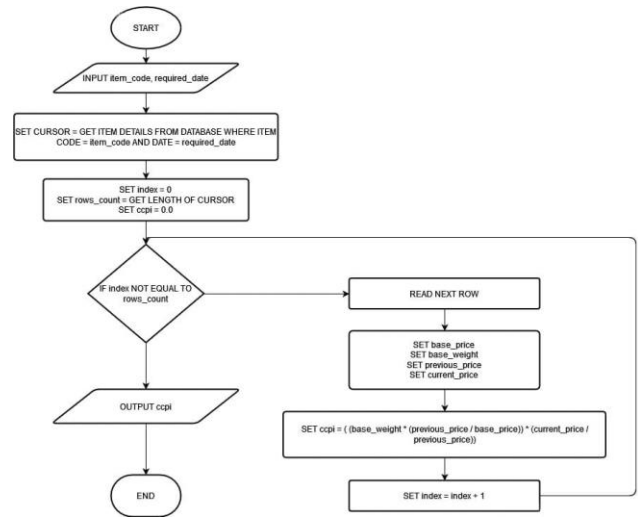 START
INPUT item_code, required_date
SET CURSOR = GET ITEM DETAILS FROM DATABASE WHERE ITEM
CODE = item_code AND DATE = required_date
SET index = 0
SET rows_count = GET LENGTH OF CURSOR
SET ccpi = 0.0
IF index NOT EQUAL TO
rows_count
READ NEXT ROW
SET base_price
SET base_weight
SET previous_price
SET current_price
SET ccpi = ( (base_weight * (previous_price / base_price)) * (current_price /
previous_price))
SET index = index + 1
OUTPUT ccpi
END